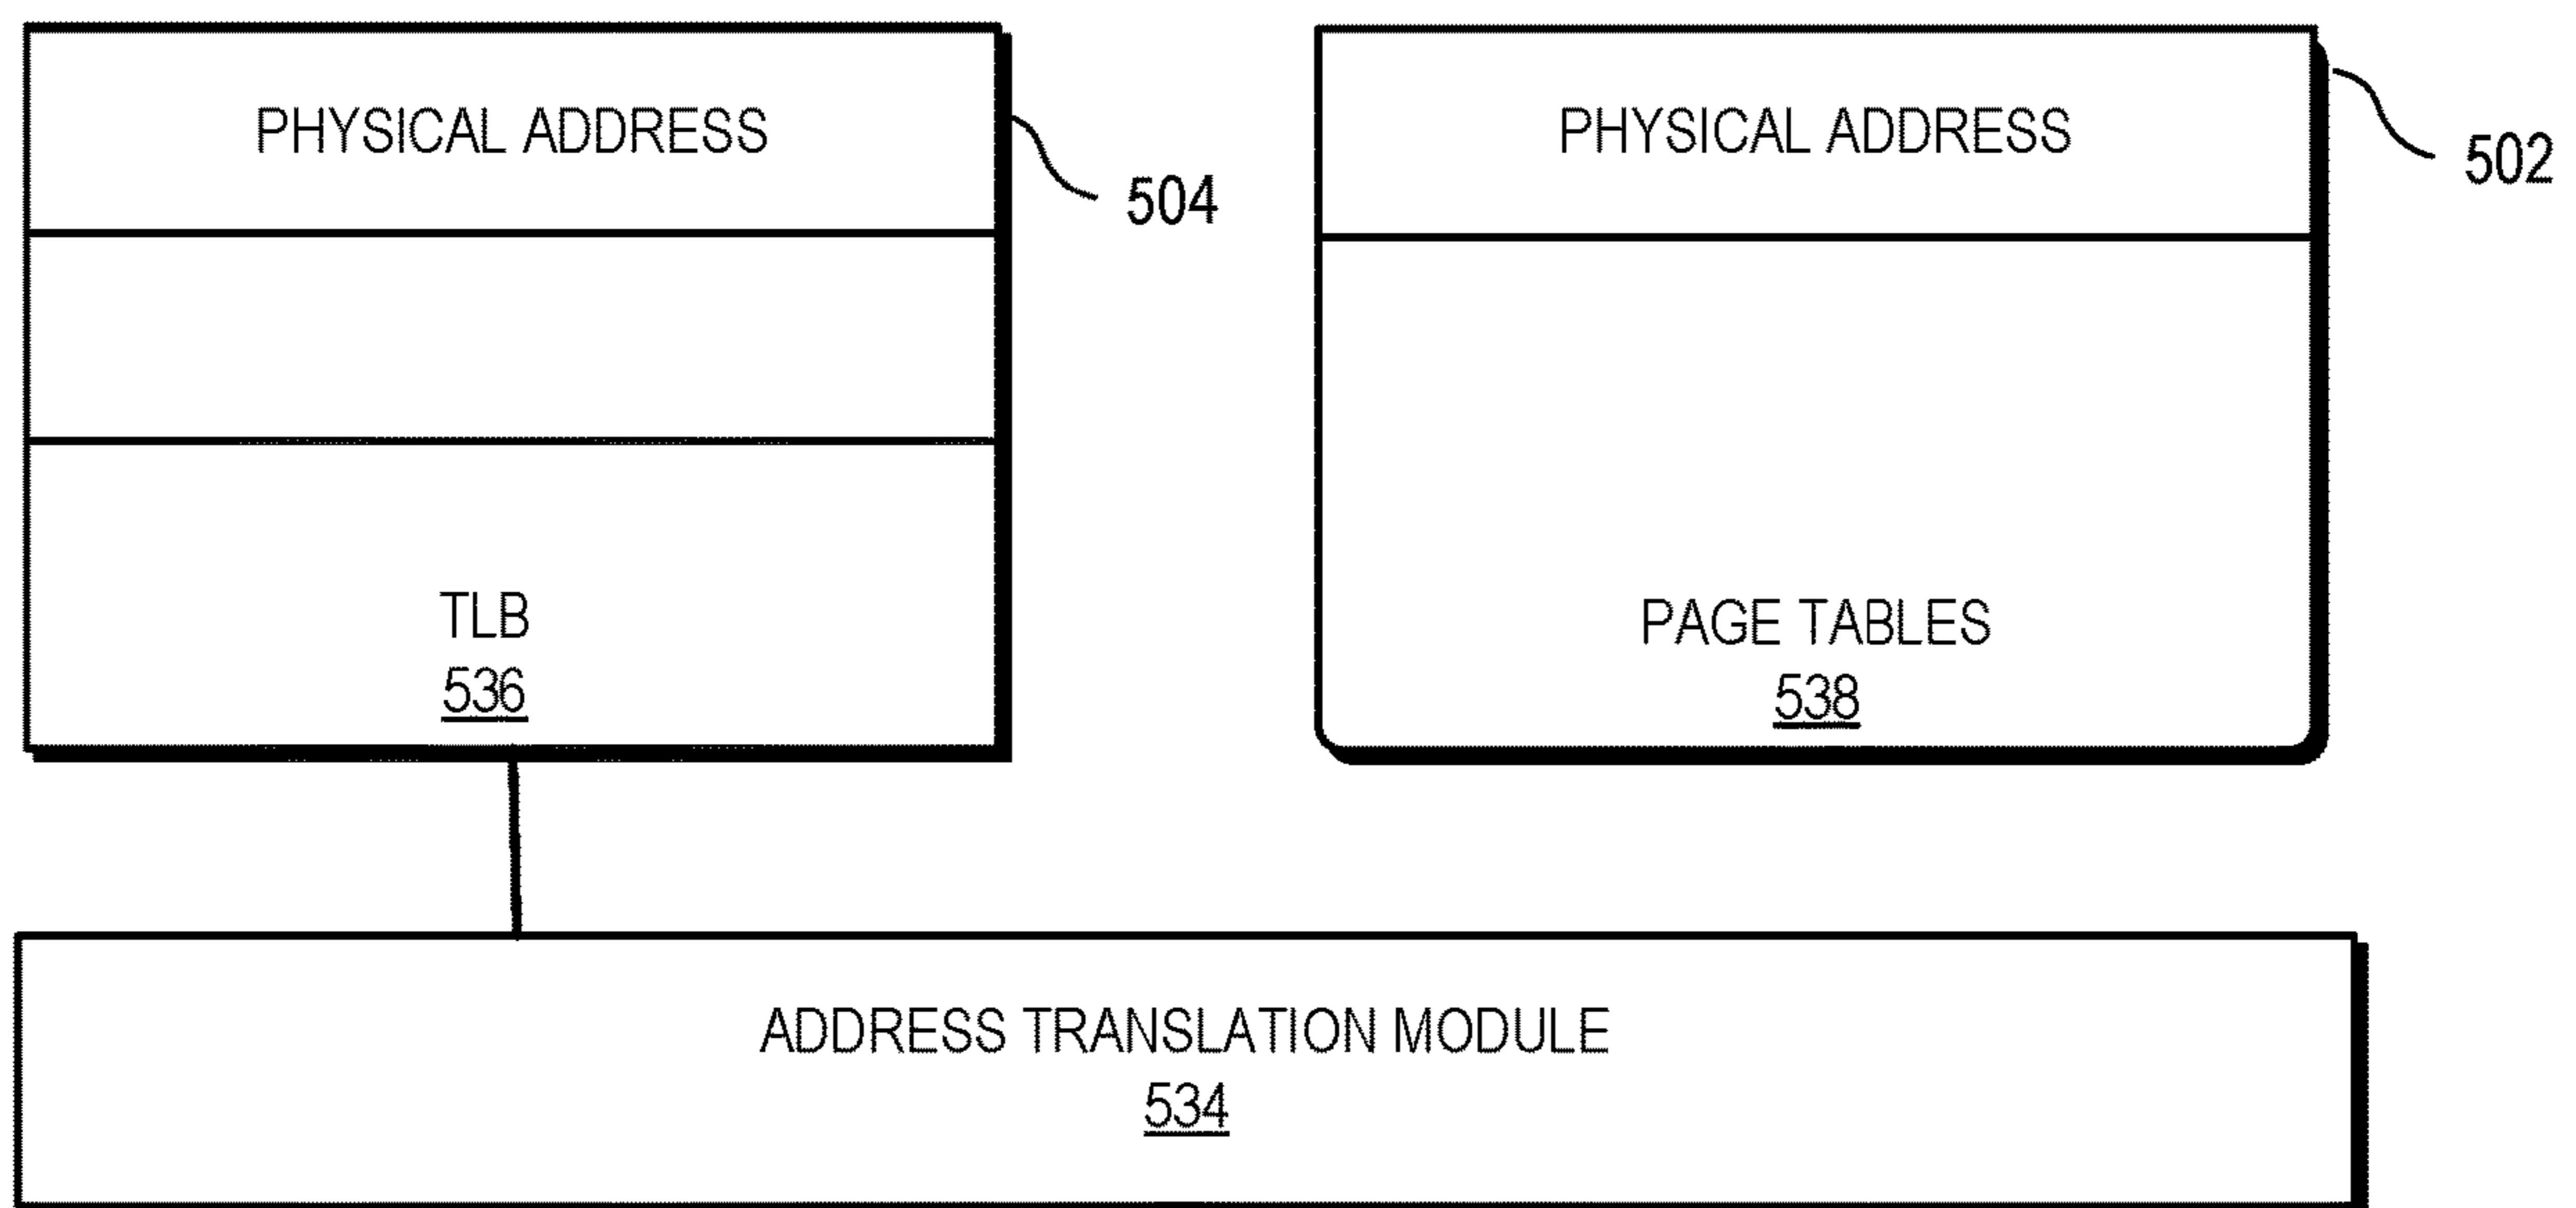 PHYSICAL ADDRESS
504
TLB
536
PHYSICAL ADDRESS
502
PAGE TABLES
538
ADDRESS TRANSLATION MODULE
534